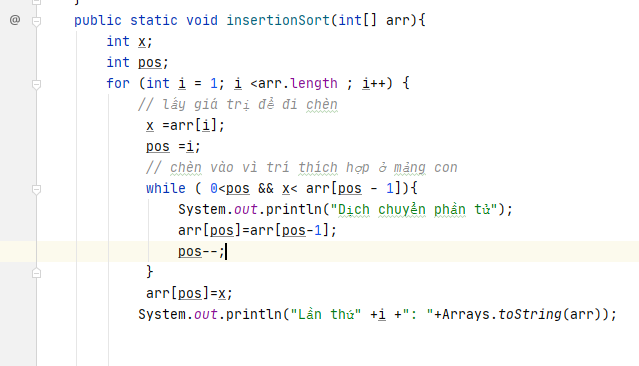 }
@ public static void insertionSort(int[] arr){
int x;
int pos;
for (int i = 1; i <arr.length ; i++) {
// lấy giá trị để đi chèn
x =arr[i];
pos =i;
// chèn vào vì trí thích hợp ở mảng con
while ( 0<pos && x< arr[pos - 1]){
System.out.println("Dịch chuyển phần tử");
arr[pos]=arr[pos-1];
pos--;
}
arr[pos]=x;
System.out.println("Lần thứ" +i +": "+Arrays.toString(arr));